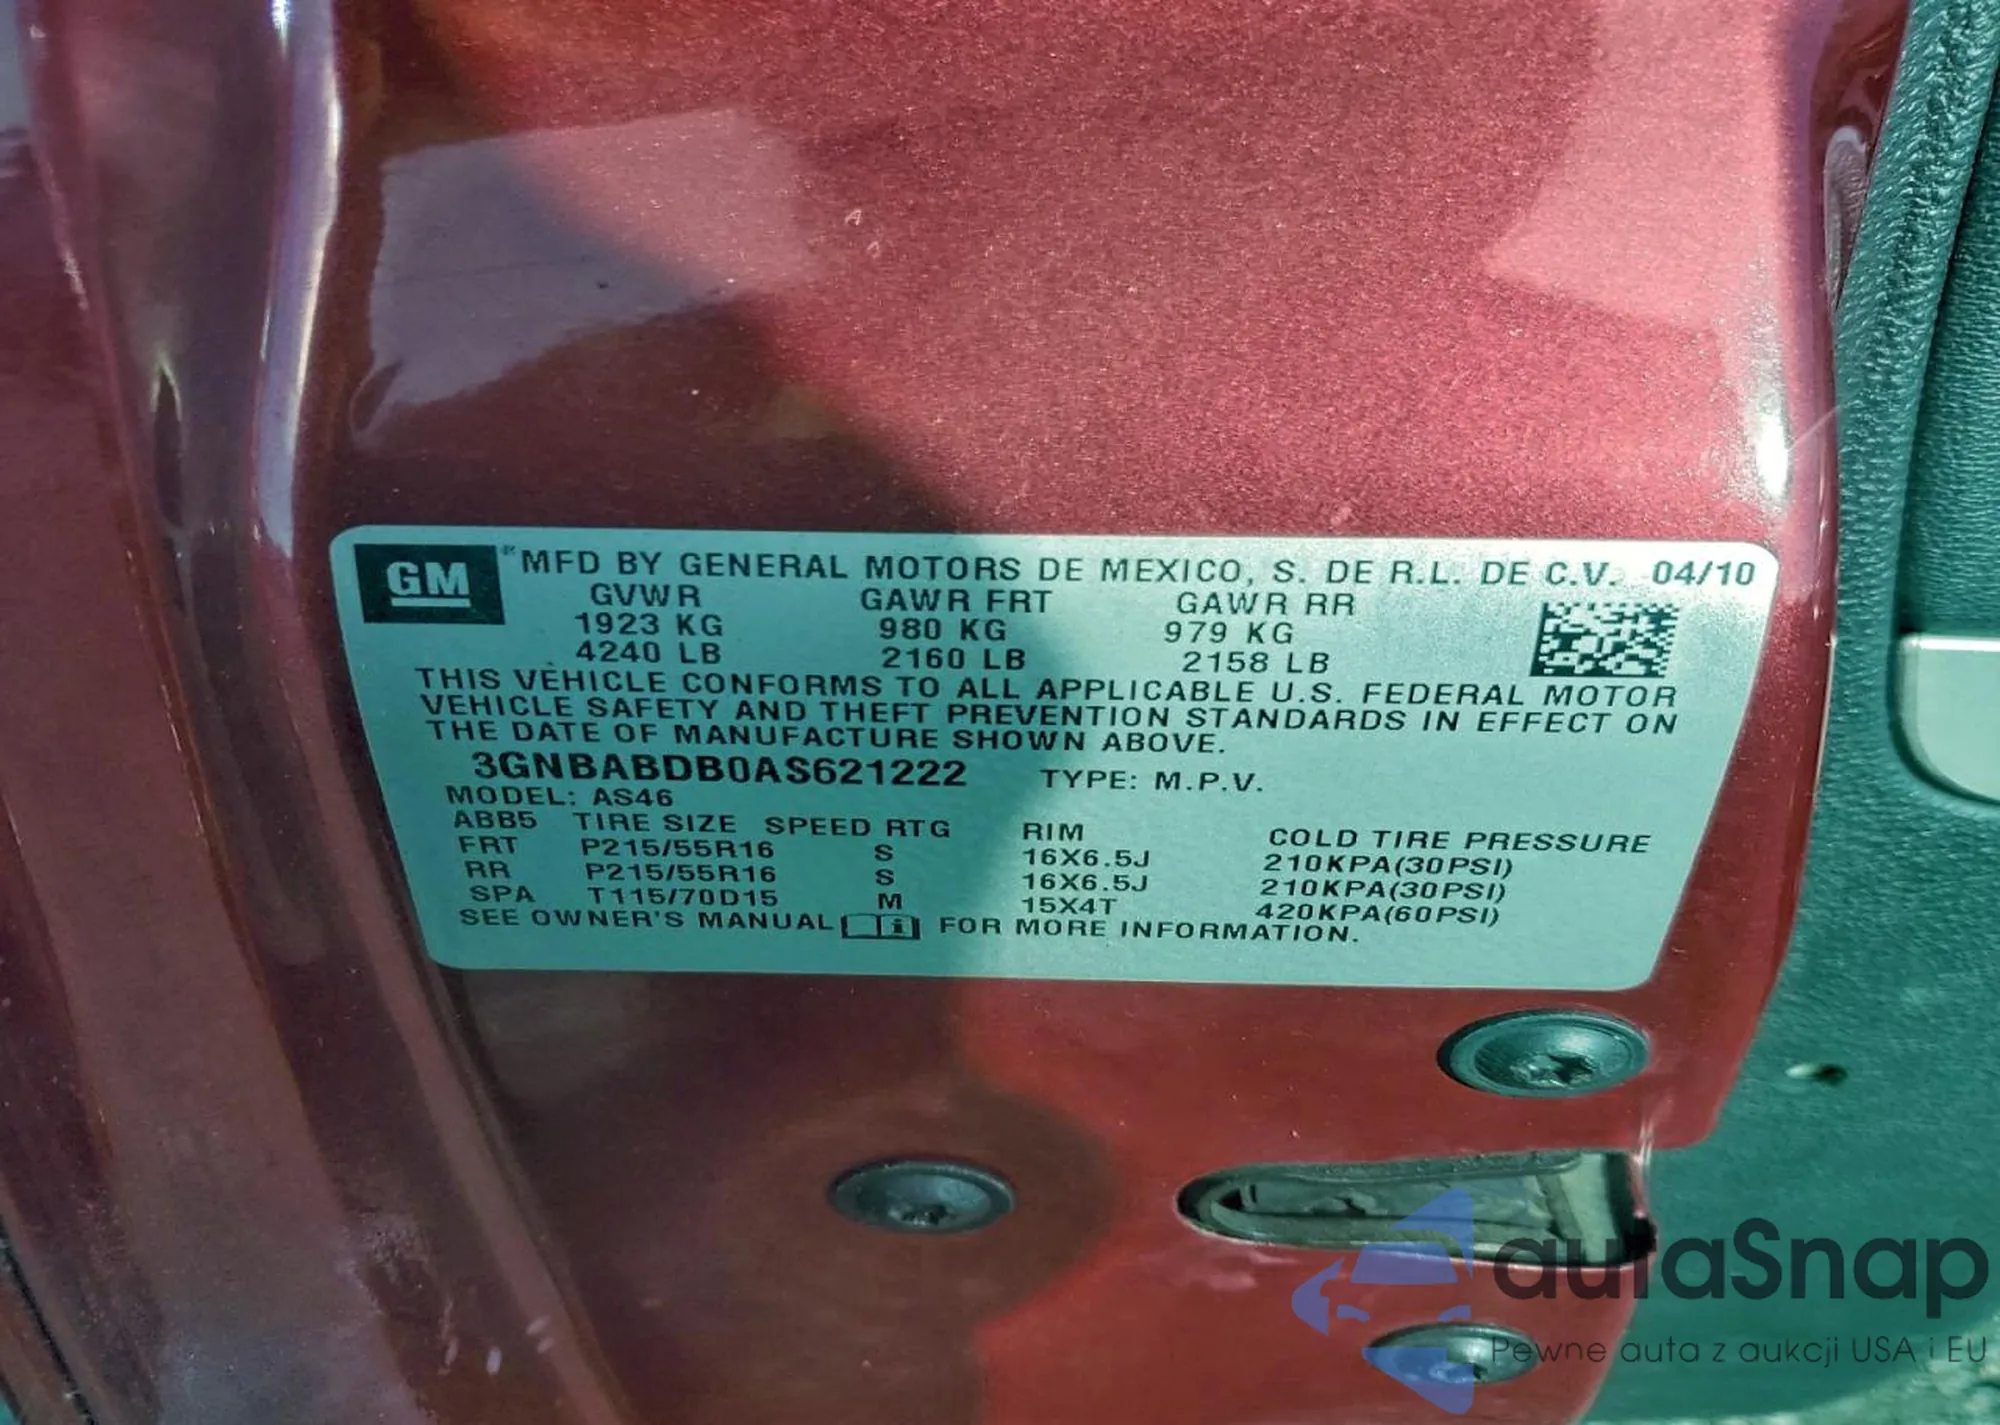 GM ® MFD BY GENERAL MOTORS DE MEXICO, S. DE R.L. DE C.V. 04/10
GVWR GAWR FRT GAWR RR
1923 KG 980 KG 979 KG
4240 LB 2160 LB 2158 LB
THIS VEHICLE CONFORMS TO ALL APPLICABLE U.S. FEDERAL MOTOR
VEHICLE SAFETY AND THEFT PREVENTION STANDARDS IN EFFECT ON
THE DATE OF MANUFACTURE SHOWN ABOVE.
3GNBABDB0AS621222 TYPE: M.P.V.
MODEL: AS46
ABB5 TIRE SIZE SPEED RTG RIM COLD TIRE PRESSURE
FRT P215/55R16 S 16X6.5J 210KPA(30PSI)
RR P215/55R16 S 16X6.5J 210KPA(30PSI)
SPA T115/70D15 M 15X4T 420KPA(60PSI)
SEE OWNER'S MANUAL i FOR MORE INFORMATION.
autaSnap
Pewne auta z aukcji USA i EU